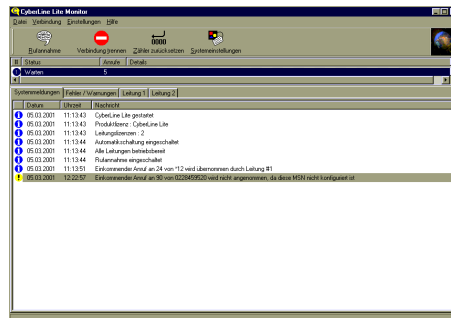 CyberLine Lite Monitor
Datei Verbindung Einstellungen Hilfe
0000
Rufannahme Verbindung trennen Zähler zurücksetzen Systemeinstellungen
# Status Anrufe Details
Warten 5
Systemmeldungen Fehler / Warnungen Leitung 1 Leitung 2
Datum Uhrzeit Nachricht
05.03.2001 11:13:43 CyberLine Lite gestartet
05.03.2001 11:13:43 Produktlizenz : CyberLine Lite
05.03.2001 11:13:43 Leitungslizenzen : 2
05.03.2001 11:13:44 Automatikschaltung eingeschaltet
05.03.2001 11:13:44 Alle Leitungen betriebsbereit
05.03.2001 11:13:44 Rufannahme eingeschaltet
05.03.2001 11:13:51 Einkommender Anruf an 24 von *12 wird übernommen durch Leitung #1
05.03.2001 12:22:57 Einkommender Anruf an 90 von 0228459520 wird nicht angenommen, da diese MSN nicht konfiguriert ist